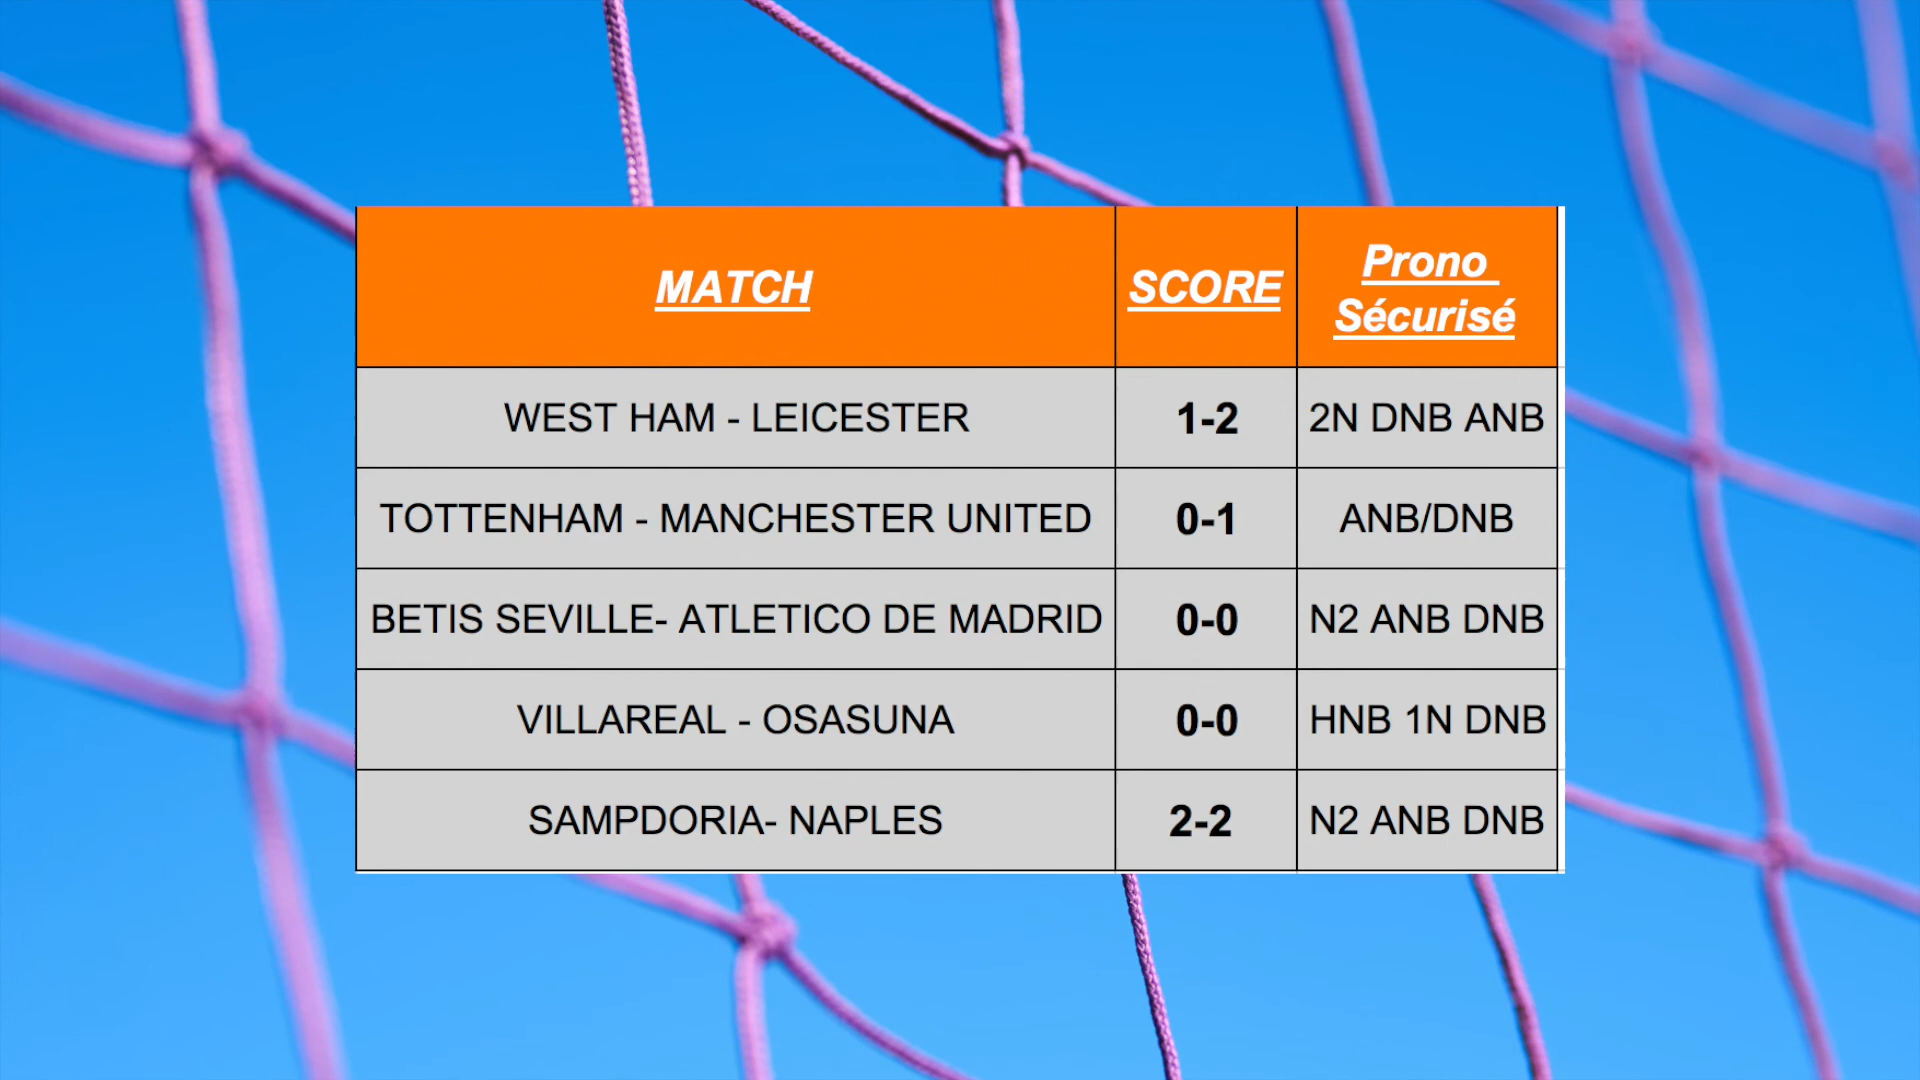 MATCH
SCORE
Prono
Sécurisé
WEST HAM - LEICESTER
1-2
2N DNB ANB
TOTTENHAM - MANCHESTER UNITED
0-1
ANB/DNB
BETIS SEVILLE- ATLETICO DE MADRID
0-0
N2 ANB DNB
VILLAREAL - OSASUNA
0-0
HNB 1N DNB
SAMPDORIA- NAPLES
2-2
N2 ANB DNB